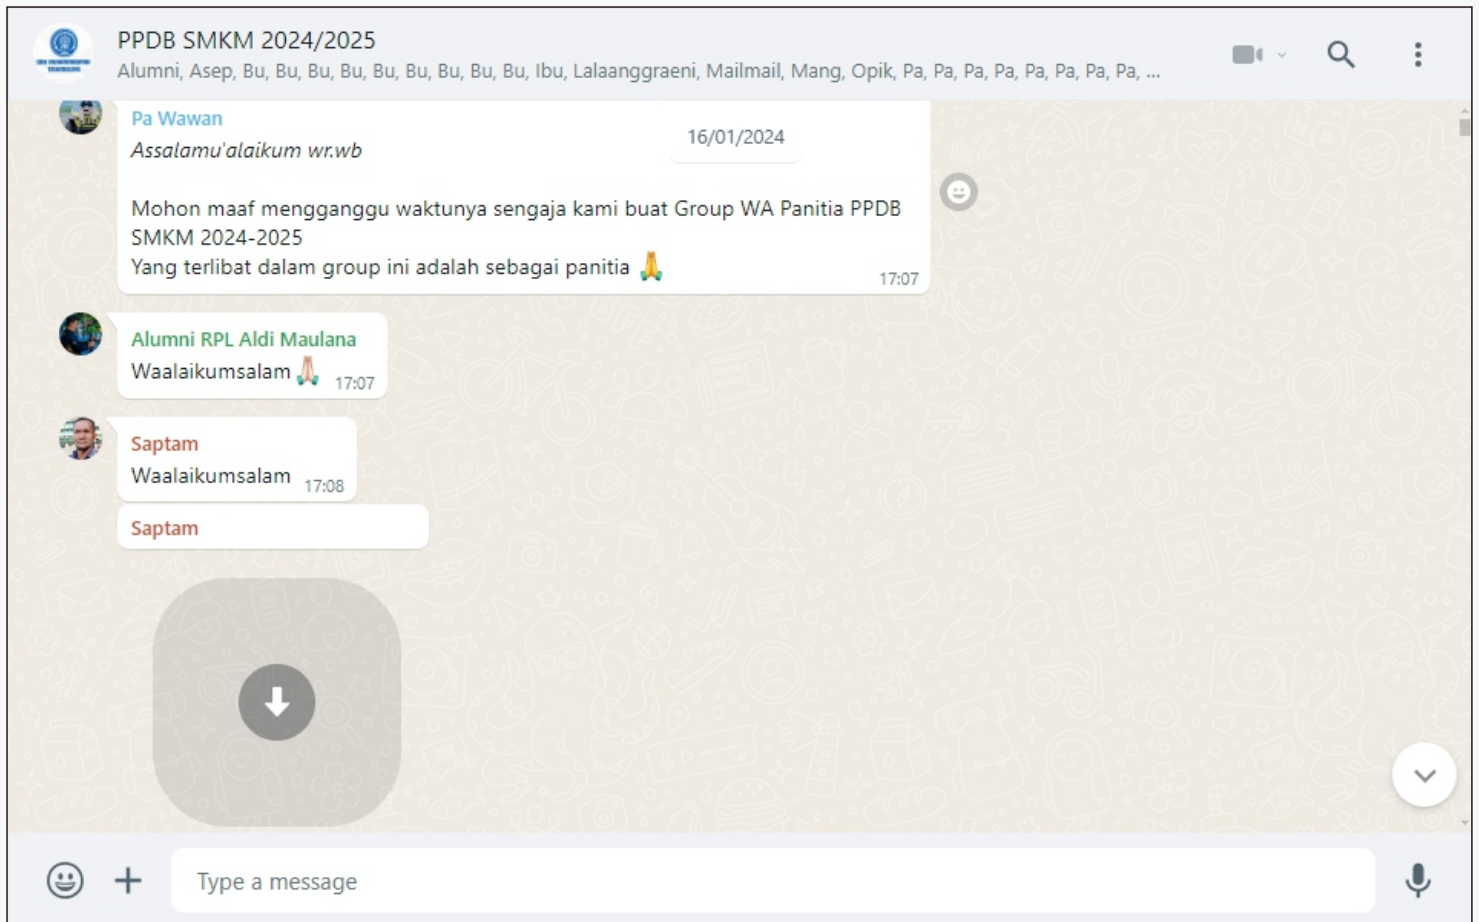 PPDB SMKM 2024/2025
Alumni, Asep, Bu, Bu, Bu, Bu, Bu, Bu, Bu, Bu, Bu, Ibu, Lalaanggraeni, Mailmail, Mang, Opik, Pa, Pa, Pa, Pa, Pa, Pa, Pa, Pa, ...
Pa Wawan
16/01/2024
Assalamu'alaikum wr.wb
Mohon maaf mengganggu waktunya sengaja kami buat Group WA Panitia PPDB
SMKM 2024-2025
Yang terlibat dalam group ini adalah sebagai panitia 🙏
17:07
Alumni RPL Aldi Maulana
Waalaikumsalam 🙏🏻 17:07
Saptam
Waalaikumsalam 17:08
Saptam
Type a message